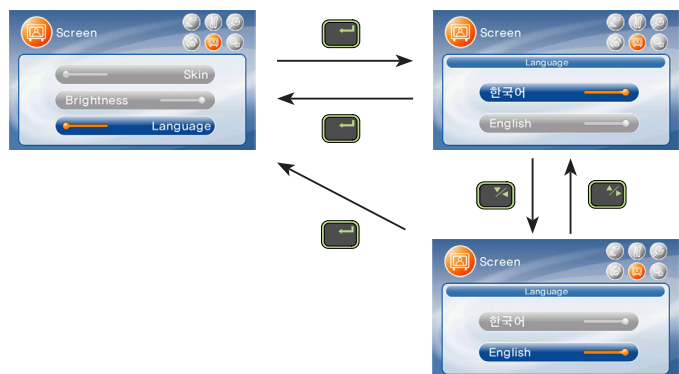 Screen
Skin
Brightness
Language
Screen
Language
한국어
English
Screen
Language
한국어
English